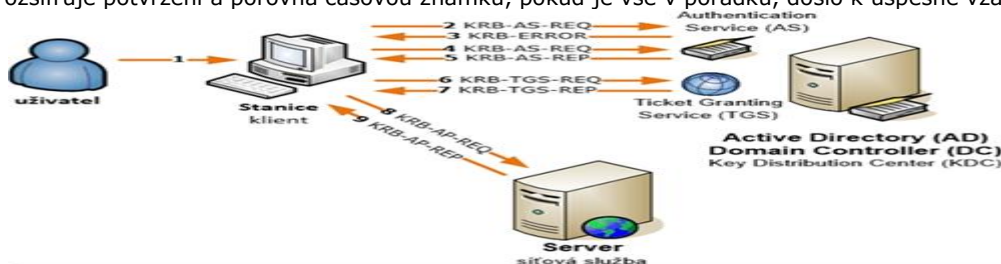 ozšifruje potvrzení a porovná časovou známku, pokud je vše v pořádku, došlo k úspěšné vzá
2 KRB-AS-REQ
3 KRB-ERROR
4 KRB-AS-REQ
5 KRB-AS-REP
Authentication
Service (AS)
1
6 KRB-TGS-REQ
7 KRB-TGS-REP
uživatel
Stanice
klient
Ticket Granting
Service (TGS)
8 KRB-AP-REQ
9 KRB-AP-REP
Active Directory (AD)
Domain Controller (DC)
Key Distribution Center (KDC)
Server
síťová služba